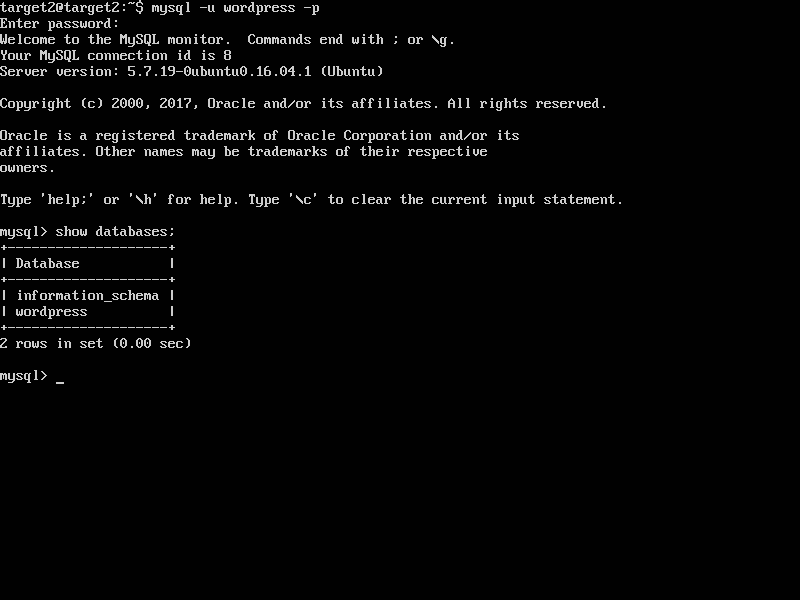 target2@target2:~$ mysql -u wordpress -p
Enter password:
Welcome to the MySQL monitor.  Commands end with ; or \g.
Your MySQL connection id is 8
Server version: 5.7.19-0ubuntu0.16.04.1 (Ubuntu)
Copyright (c) 2000, 2017, Oracle and/or its affiliates. All rights reserved.
Oracle is a registered trademark of Oracle Corporation and/or its
affiliates. Other names may be trademarks of their respective
owners.
Type 'help;' or '\h' for help. Type '\c' to clear the current input statement.
mysql> show databases;
+--------------------+
| Database           |
+--------------------+
| information_schema |
| wordpress          |
+--------------------+
2 rows in set (0.00 sec)
mysql> _